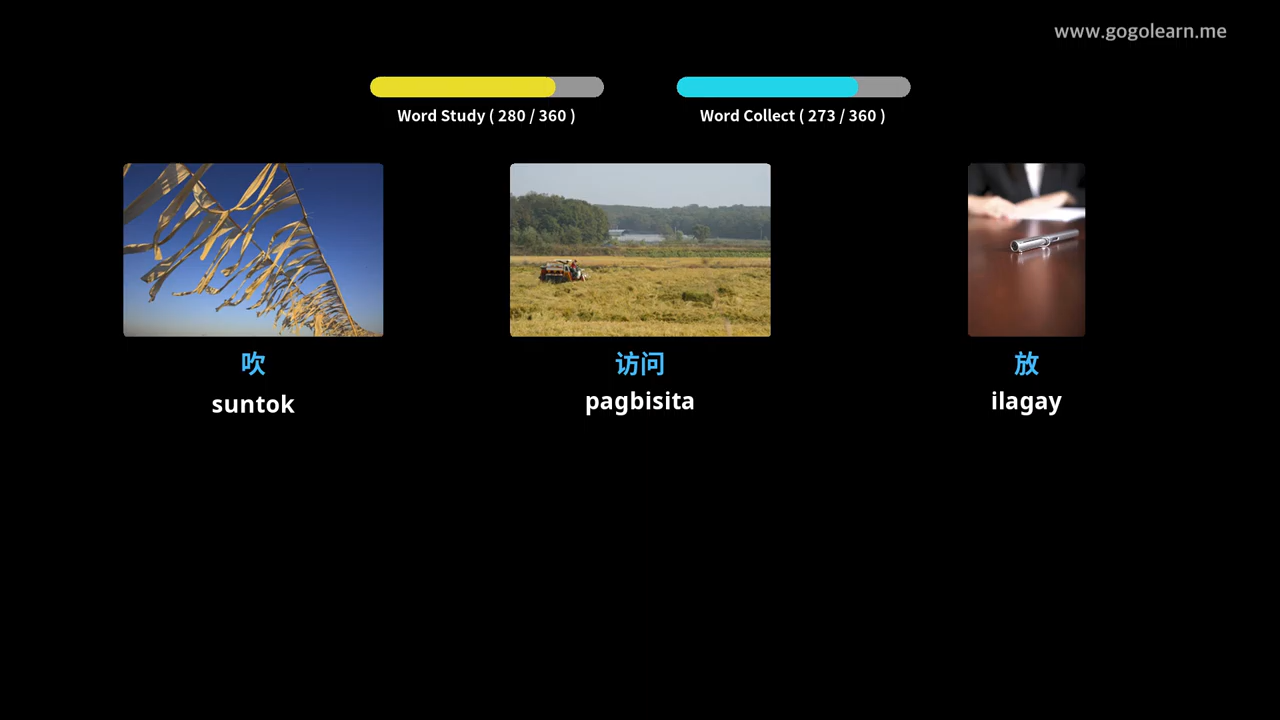 www.gogolearn.me
Word Study ( 280 / 360 )
Word Collect ( 273 / 360 )
吹
访问
放
suntok
pagbisita
ilagay